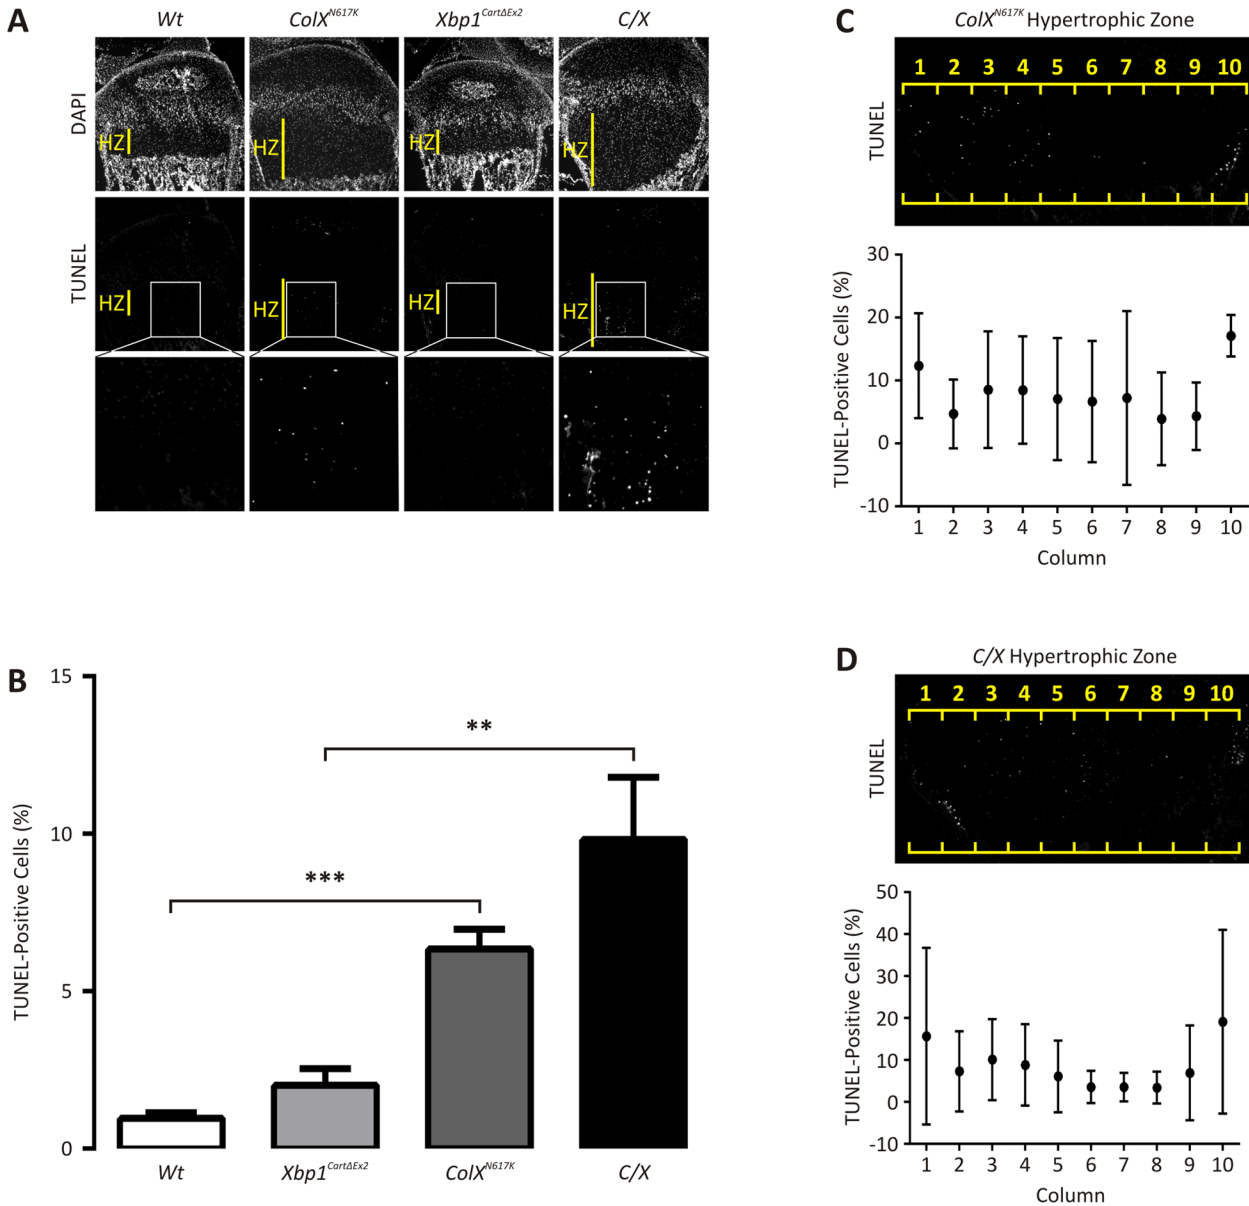 A
Wt
ColX^N617K
Xbp1^CartΔEx2
C/X
DAPI
HZ
HZ
HZ
HZ
TUNEL
HZ
HZ
HZ
HZ
B
TUNEL-Positive Cells (%)
15
10
5
0
**
***
Wt
Xbp1^CartΔEx2
ColX^N617K
C/X
C
ColX^N617K Hypertrophic Zone
TUNEL
1 2 3 4 5 6 7 8 9 10
TUNEL-Positive Cells (%)
30
20
10
0
-10
1 2 3 4 5 6 7 8 9 10
Column
D
C/X Hypertrophic Zone
TUNEL
1 2 3 4 5 6 7 8 9 10
TUNEL-Positive Cells (%)
50
40
30
20
10
0
-10
1 2 3 4 5 6 7 8 9 10
Column